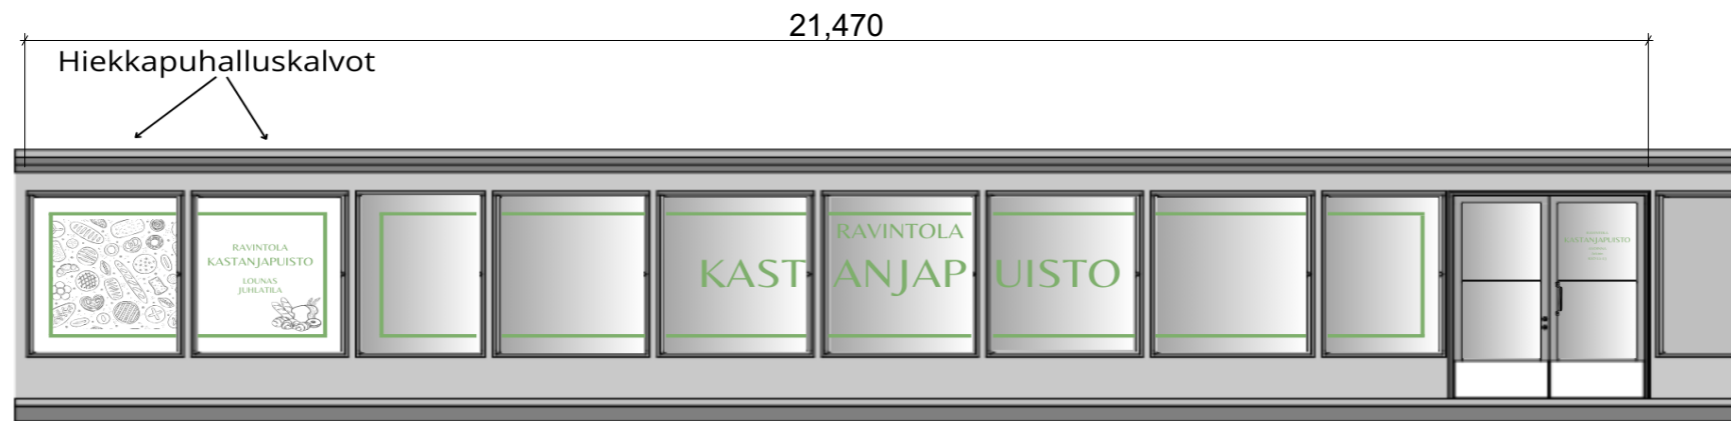 21,470
Hiekkapuhalluskalvot
RAVINTOLA
KASTANJAPUISTO
LOUNAS
JUHLATILA
RAVINTOLA
KASTANJAPUISTO
KASTANJAPUISTO